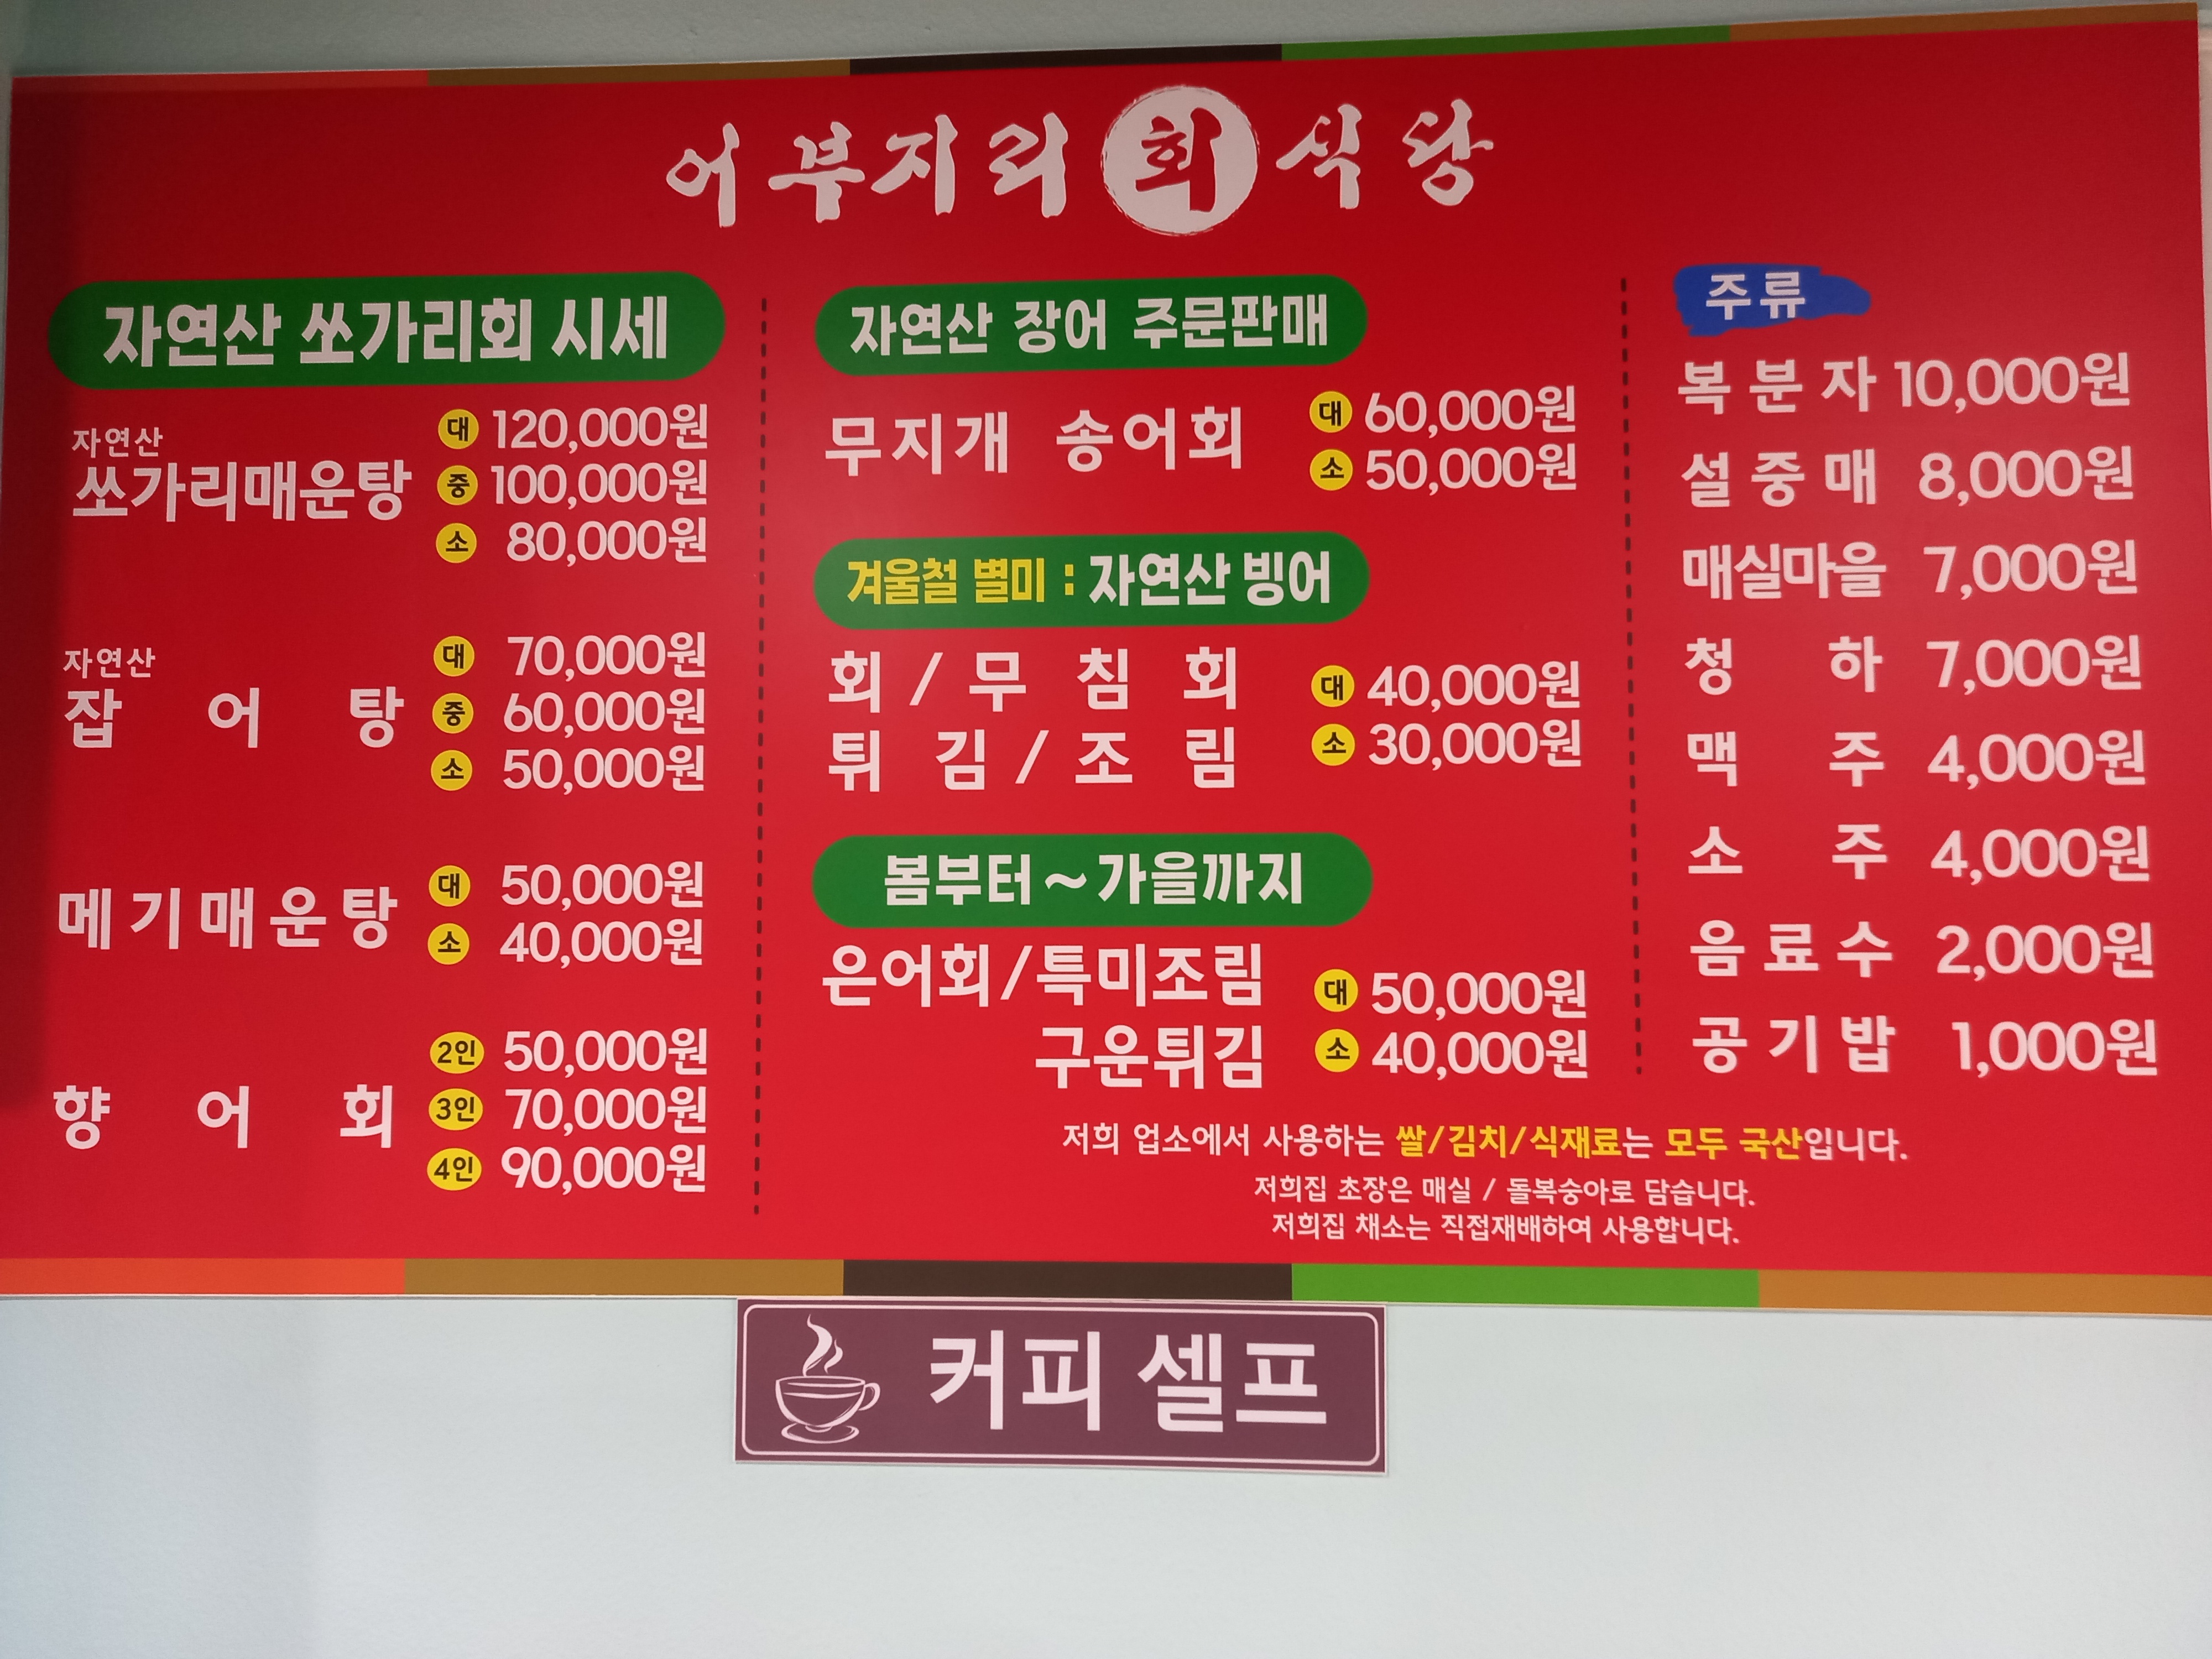 어부지리회식당
자연산 쏘가리회 시세
자연산
쏘가리매운탕
대 120,000원
중 100,000원
소 80,000원
자연산
잡어탕
대 70,000원
중 60,000원
소 50,000원
메기매운탕
대 50,000원
소 40,000원
향어회
2인 50,000원
3인 70,000원
4인 90,000원
자연산 장어 주문판매
무지개 송어회
대 60,000원
소 50,000원
겨울철 별미 : 자연산 빙어
회 / 무침회
튀김 / 조림
대 40,000원
소 30,000원
봄부터 ~ 가을까지
은어회/특미조림
구운튀김
대 50,000원
소 40,000원
주류
복분자 10,000원
설중매 8,000원
매실마을 7,000원
청하 7,000원
맥주 4,000원
소주 4,000원
음료수 2,000원
공기밥 1,000원
저희 업소에서 사용하는 쌀/김치/식재료는 모두 국산입니다.
저희집 초장은 매실 / 돌복숭아로 담습니다.
저희집 채소는 직접재배하여 사용합니다.
커피 셀프